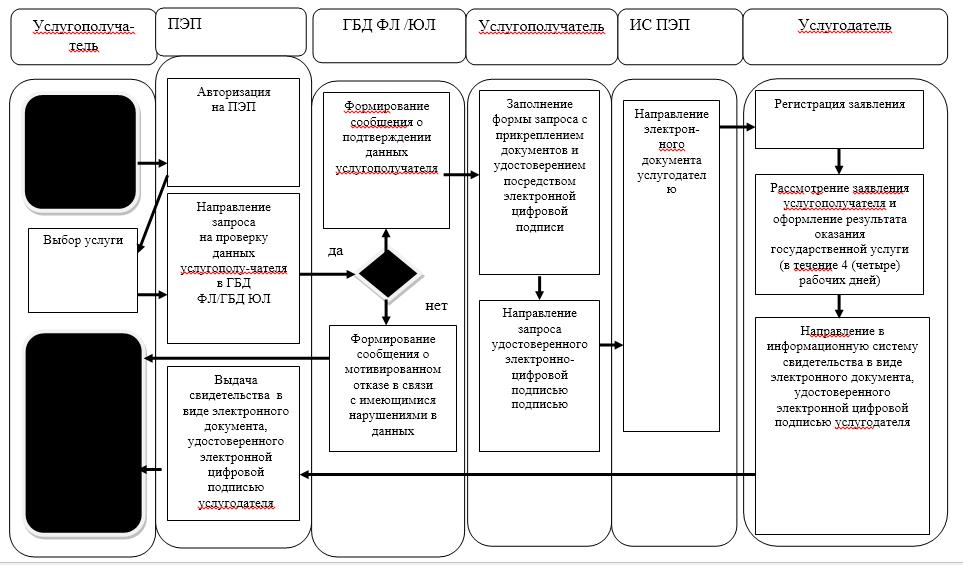 Услугополуча-
тель
ПЭП
ГБД ФЛ /ЮЛ
Услугополучатель
ИС ПЭП
Услугодатель
Выбор услуги
Авторизация
на ПЭП
Направление
запроса
на проверку
данных
услугополу-чателя
в ГБД
ФЛ/ГБД ЮЛ
Выдача
свидетельства в
виде электронного
документа,
удостоверенного
электронной
цифровой
подписью
услугодателя
Формирование
сообщения о
подтверждении
данных
услугополучателя
да
нет
Формирование
сообщения о
мотивированном
отказе в связи
с имеющимися
нарушениями в
данных
Заполнение
формы запроса с
прикреплением
документов и
удостоверением
посредством
электронной
цифровой
подписи
Направление
запроса
удостоверенного
электронно-
цифровой
подписью
подписью
Направление
электрон-
ного
документа
услугодател
ю
Регистрация заявления
Рассмотрение заявления
услугополучателя и
оформление результата
оказания
государственной услуги
(в течение 4 (четыре)
рабочих дней)
Направление в
информационную систему
свидетельства в виде
электронного документа,
удостоверенного
электронной цифровой
подписью услугодателя